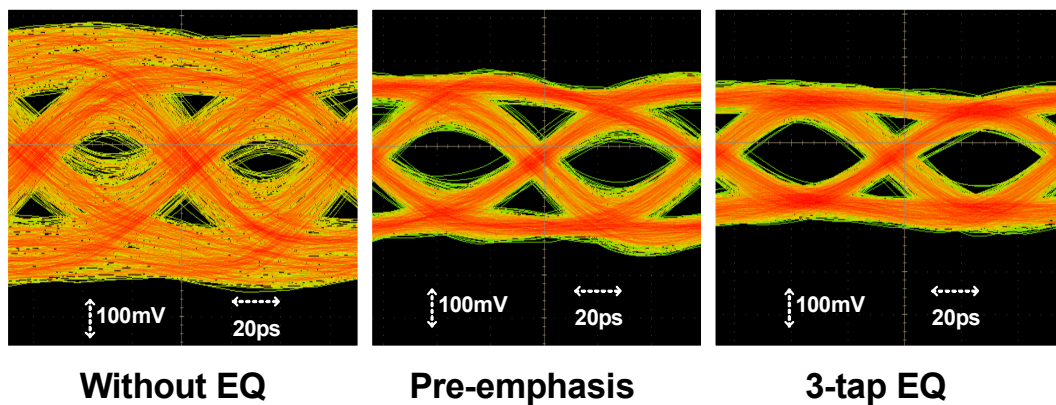 100mV
20ps
100mV
20ps
100mV
20ps
Without EQ
Pre-emphasis
3-tap EQ